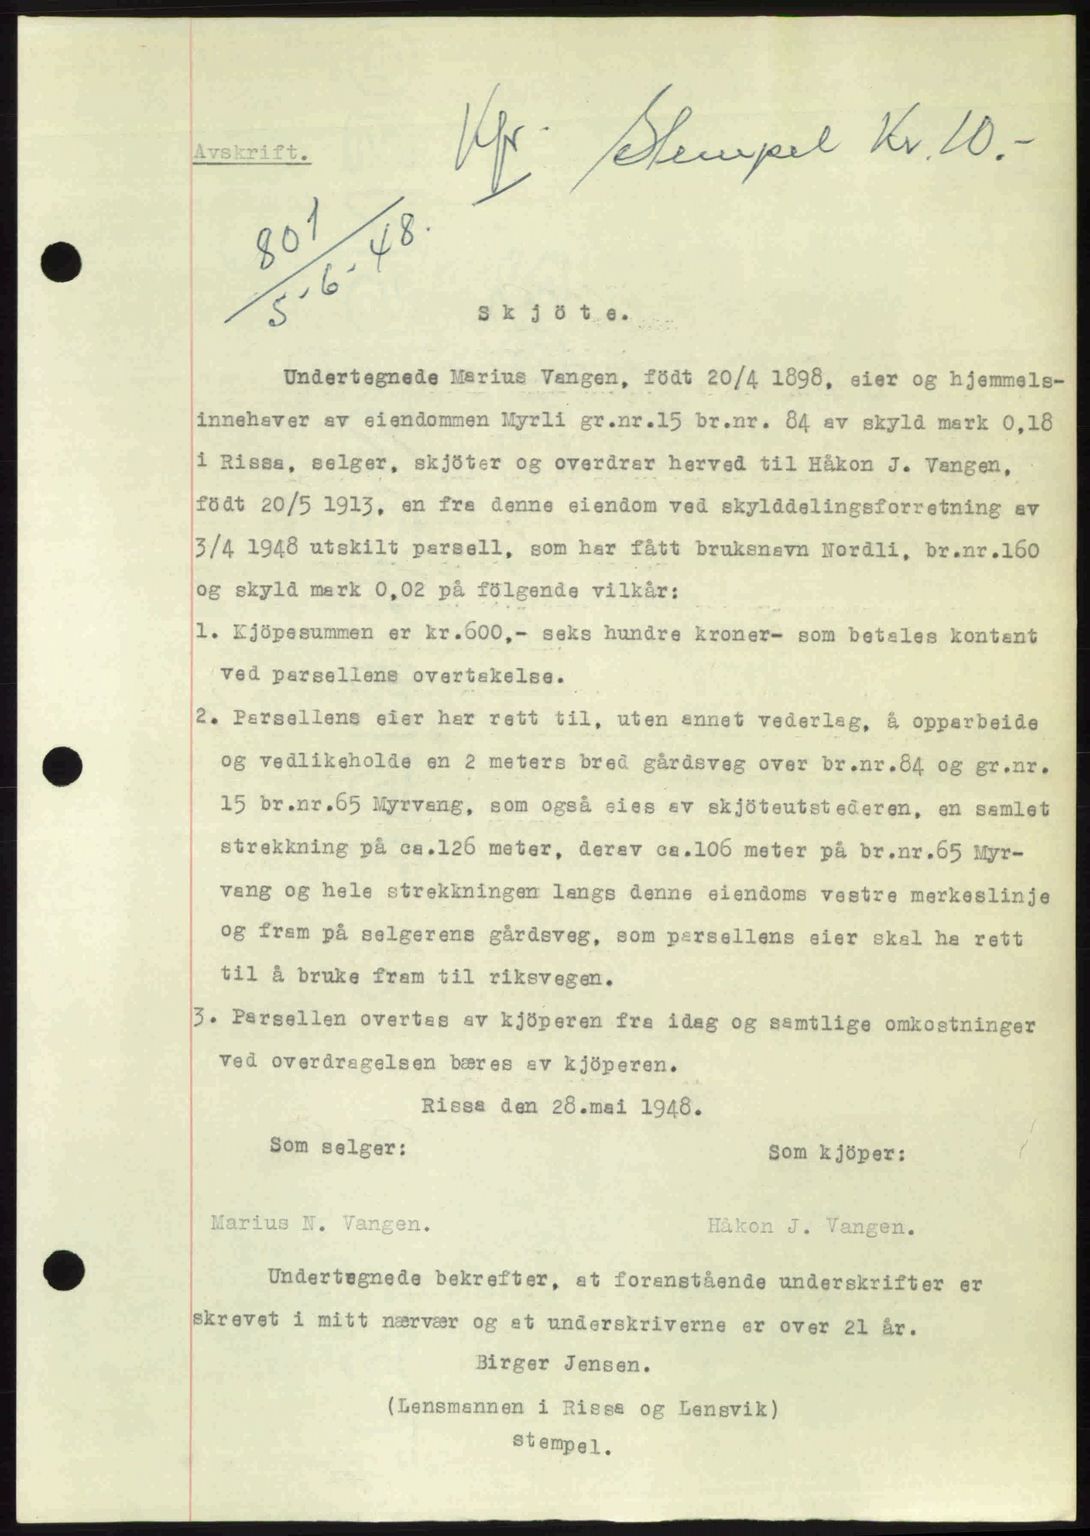 Avskrift.
Kfr. Stempel Kr. 10.-
801
5-6-48.
Skjöte.
Undertegnede Marius Vangen, födt 20/4 1898, eier og hjemmels-
innehaver av eiendommen Myrli gr.nr.15 br.nr. 84 av skyld mark 0,18
i Rissa, selger, skjöter og overdrar herved til Håkon J. Vangen,
födt 20/5 1913, en fra denne eiendom ved skylddelingsforretning av
3/4 1948 utskilt parsell, som har fått bruksnavn Nordli, br.nr.160
og skyld mark 0,02 på fölgende vilkår:
1. Kjöpesummen er kr.600,- seks hundre kroner- som betales kontant
ved parsellens overtakelse.
2. Parsellens eier har rett til, uten annet vederlag, å opparbeide
og vedlikeholde en 2 meters bred gårdsveg over br.nr.84 og gr.nr.
15 br.nr.65 Myrvang, som også eies av skjöteutstederen, en samlet
strekkning på ca.126 meter, derav ca.106 meter på br.nr.65 Myr-
vang og hele strekkningen langs denne eiendoms vestre merkeslinje
og fram på selgerens gårdsveg, som parsellens eier skal ha rett
til å bruke fram til riksvegen.
3. Parsellen overtas av kjöperen fra idag og samtlige omkostninger
ved overdragelsen bæres av kjöperen.
Rissa den 28.mai 1948.
Som selger: Som kjöper:
Marius N. Vangen. Håkon J. Vangen.
Undertegnede bekrefter, at foranstående underskrifter er
skrevet i mitt nærvær og at underskriverne er over 21 år.
Birger Jensen.
(Lensmannen i Rissa og Lensvik)
stempel.